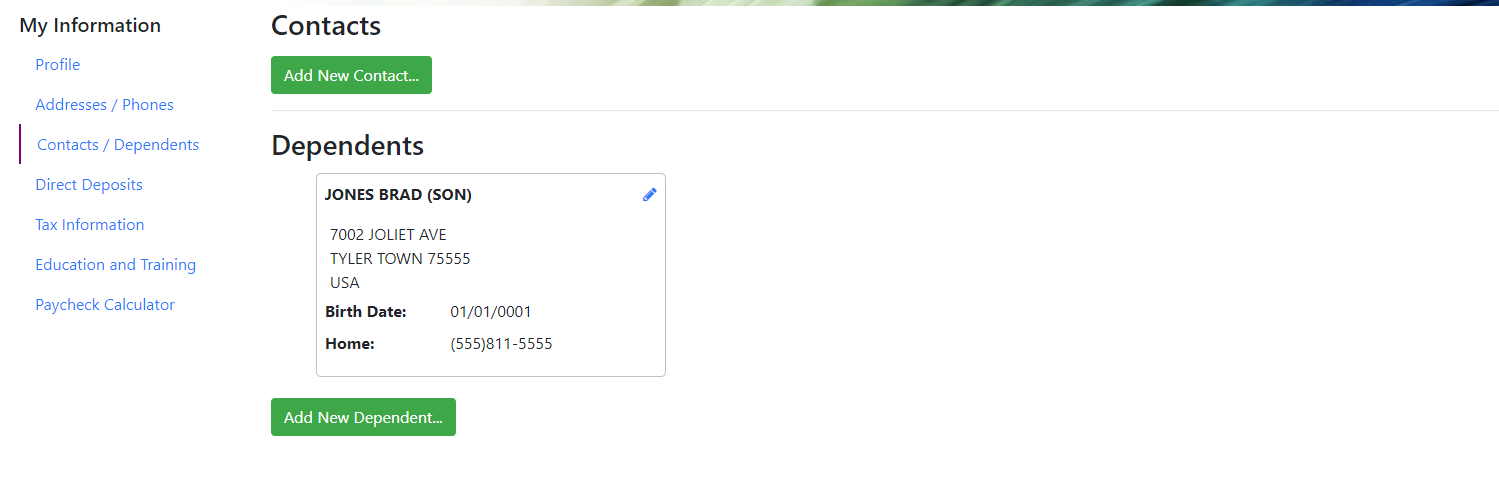 My Information
Profile
Addresses / Phones
Contacts / Dependents
Direct Deposits
Tax Information
Education and Training
Paycheck Calculator
Contacts
Add New Contact...
Dependents
JONES BRAD (SON)
7002 JOLIET AVE
TYLER TOWN 75555
USA
Birth Date: 01/01/0001
Home: (555)811-5555
Add New Dependent...